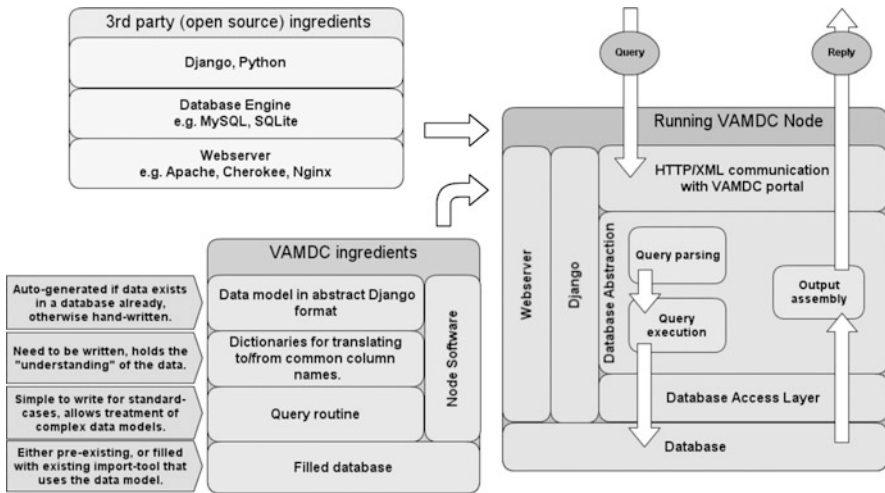 3rd party (open source) ingredients
Django, Python
Database Engine
e.g. MySQL, SQLite
Webserver
e.g. Apache, Cherokee, Nginx
VAMDC ingredients
Auto-generated if data exists
in a database already,
otherwise hand-written.
Data model in abstract Django
format
Need to be written, holds the
"understanding" of the data.
Dictionaries for translating
to/from common column
names.
Simple to write for standard-
cases, allows treatment of
complex data models.
Query routine
Either pre-existing, or filled
with existing import-tool that
uses the data model.
Filled database
Node Software
Query
Reply
Running VAMDC Node
HTTP/XML communication
with VAMDC portal
Webserver
Django
Database Abstraction
Query parsing
Query
execution
Output
assembly
Database Access Layer
Database